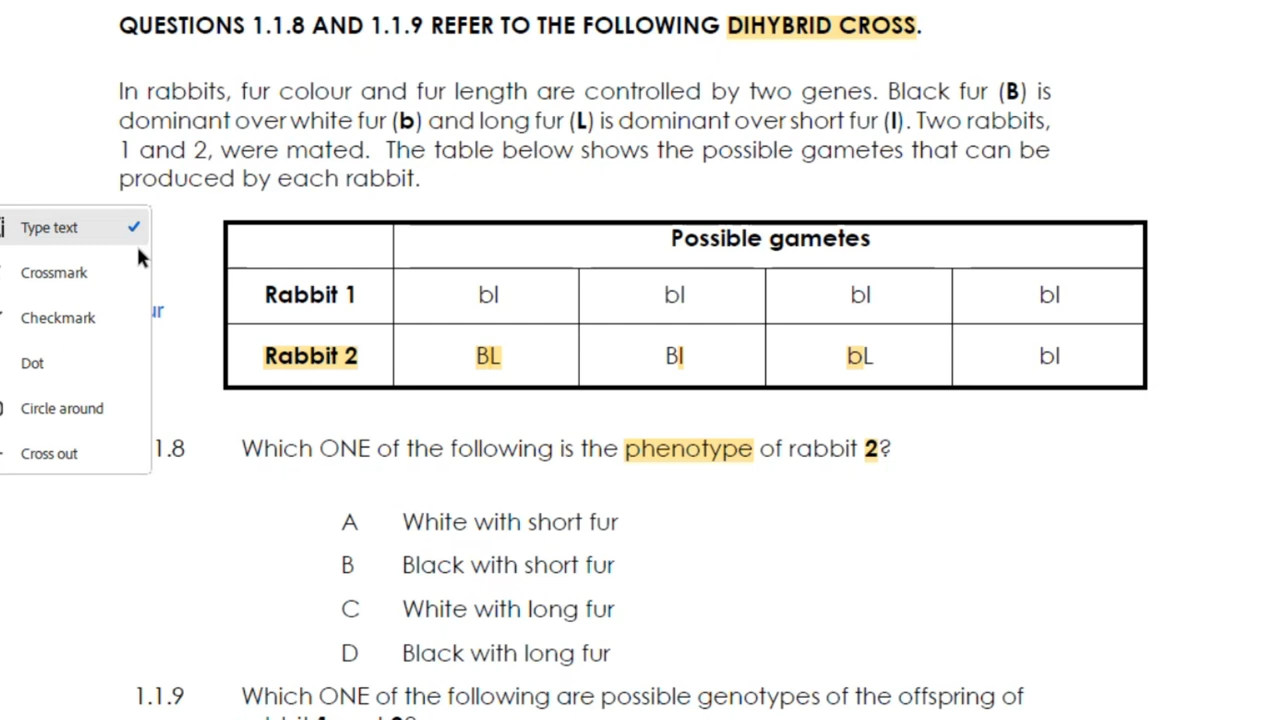 QUESTIONS 1.1.8 AND 1.1.9 REFER TO THE FOLLOWING DIHYBRID CROSS.
In rabbits, fur colour and fur length are controlled by two genes. Black fur (B) is
dominant over white fur (b) and long fur (L) is dominant over short fur (l). Two rabbits,
1 and 2, were mated. The table below shows the possible gametes that can be
produced by each rabbit.
Type text
Crossmark
Checkmark
Dot
Circle around
Cross out
ur
Possible gametes
Rabbit 1 bl bl bl bl
Rabbit 2 BL Bl bL bl
1.8 Which ONE of the following is the phenotype of rabbit 2?
A White with short fur
B Black with short fur
C White with long fur
D Black with long fur
1.1.9 Which ONE of the following are possible genotypes of the offspring of